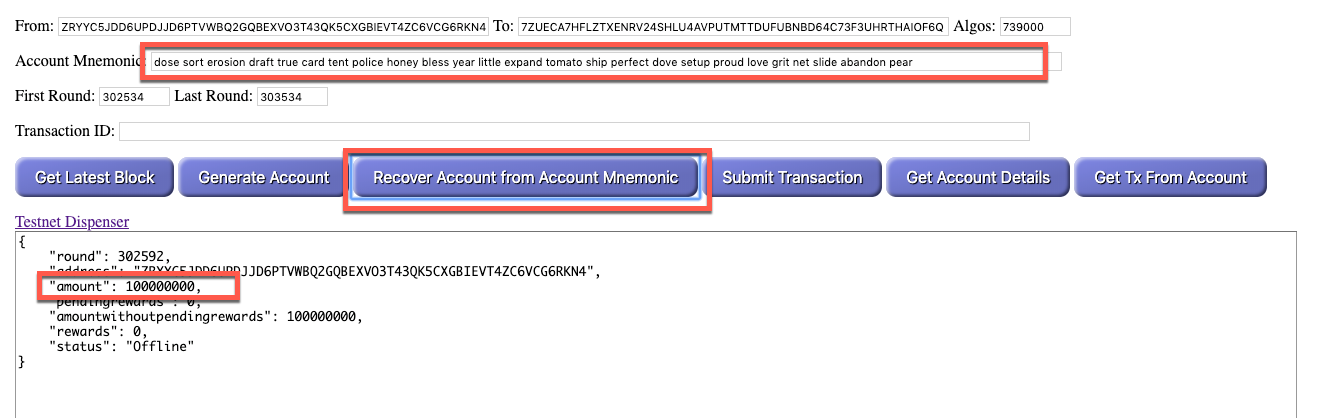 From: ZRYYC5JDD6UPDJJD6PTVWBQ2GQBEXVO3T43QK5CXGBIEVT4ZC6VCG6RKN4 To: 7ZUECA7HFLZTXENRV24SHLU4AVPUTMTTDUFUBNBD64C73F3UHRTHAIOF6Q Algos: 739000
Account Mnemonic: dose sort erosion draft true card tent police honey bless year little expand tomato ship perfect dove setup proud love grit net slide abandon pear
First Round: 302534 Last Round: 303534
Transaction ID:
Get Latest Block Generate Account Recover Account from Account Mnemonic Submit Transaction Get Account Details Get Tx From Account
Testnet Dispenser
{
"round": 302592,
"address": "ZRYYC5JDD6UPDJJD6PTVWBQ2GQBEXVO3T43QK5CXGBIEVT4ZC6VCG6RKN4",
"amount": 100000000,
"pendingrewards": 0,
"amountwithoutpendingrewards": 100000000,
"rewards": 0,
"status": "Offline"
}